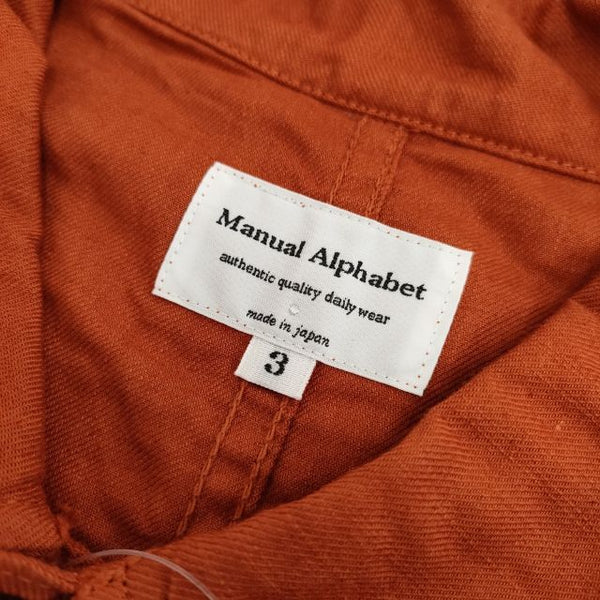 Manual Alphabet
authentic quality daily wear
made in japan
3